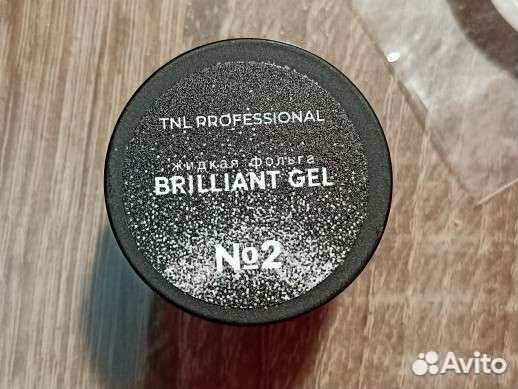 TNL PROFESSIONAL
жидкая фольга
BRILLIANT GEL
№2
Avito